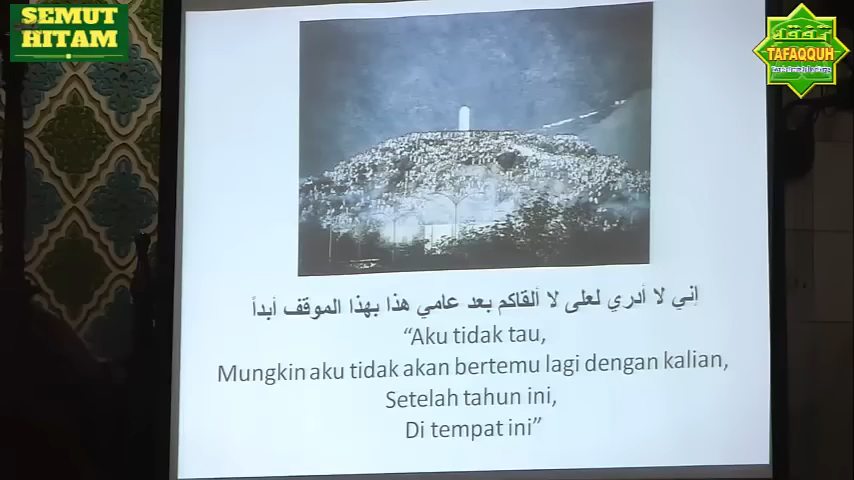 SEMUT
HITAM
TAFAQQUH
إني لا أدري لعلى لا ألقاكم بعد عامي هذا بهذا الموقف أبداً
“Aku tidak tau,
Mungkin aku tidak akan bertemu lagi dengan kalian,
Setelah tahun ini,
Di tempat ini”